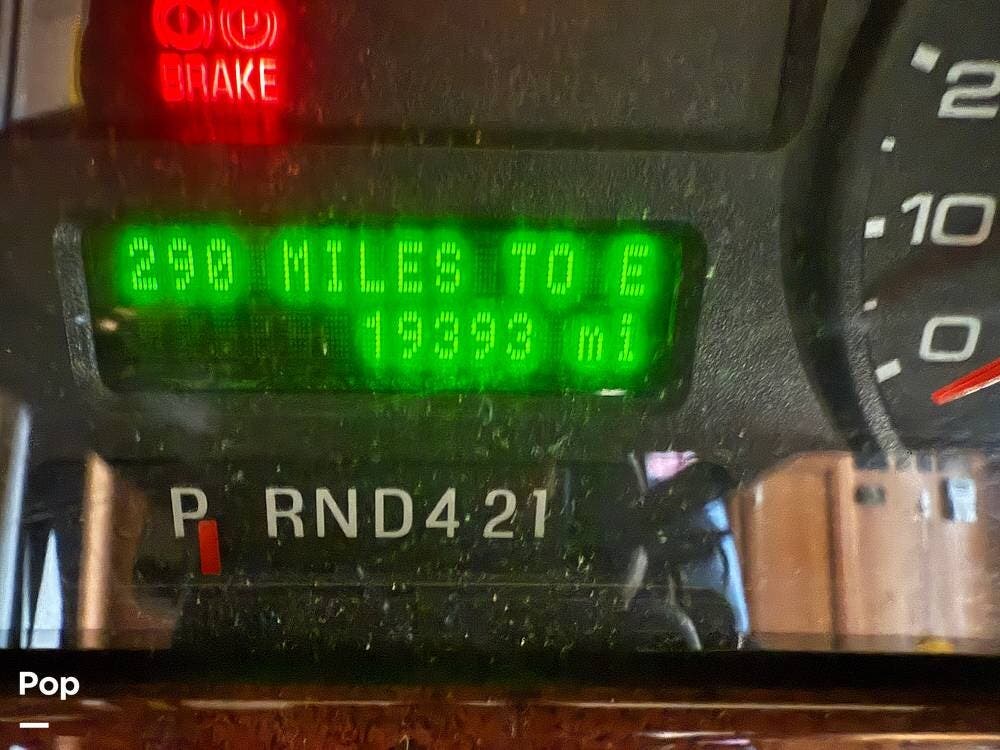 (P)
BRAKE
290 MILES TO E
19393 mi
20
10
0
P RND421
Pop